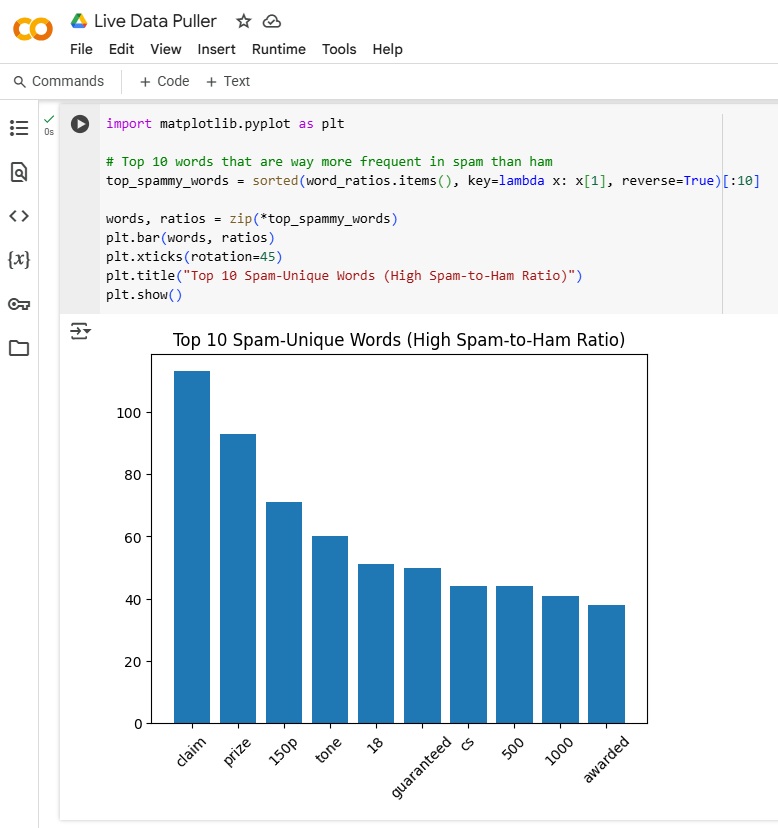 Live Data Puller
File Edit View Insert Runtime Tools Help
Commands + Code + Text
0s
import matplotlib.pyplot as plt
# Top 10 words that are way more frequent in spam than ham
top_spammy_words = sorted(word_ratios.items(), key=lambda x: x[1], reverse=True)[:10]
words, ratios = zip(*top_spammy_words)
plt.bar(words, ratios)
plt.xticks(rotation=45)
plt.title("Top 10 Spam-Unique Words (High Spam-to-Ham Ratio)")
plt.show()
{x}
Top 10 Spam-Unique Words (High Spam-to-Ham Ratio)
100
80
60
40
20
0
claim prize 150p tone 18 guaranteed cs 500 1000 awarded